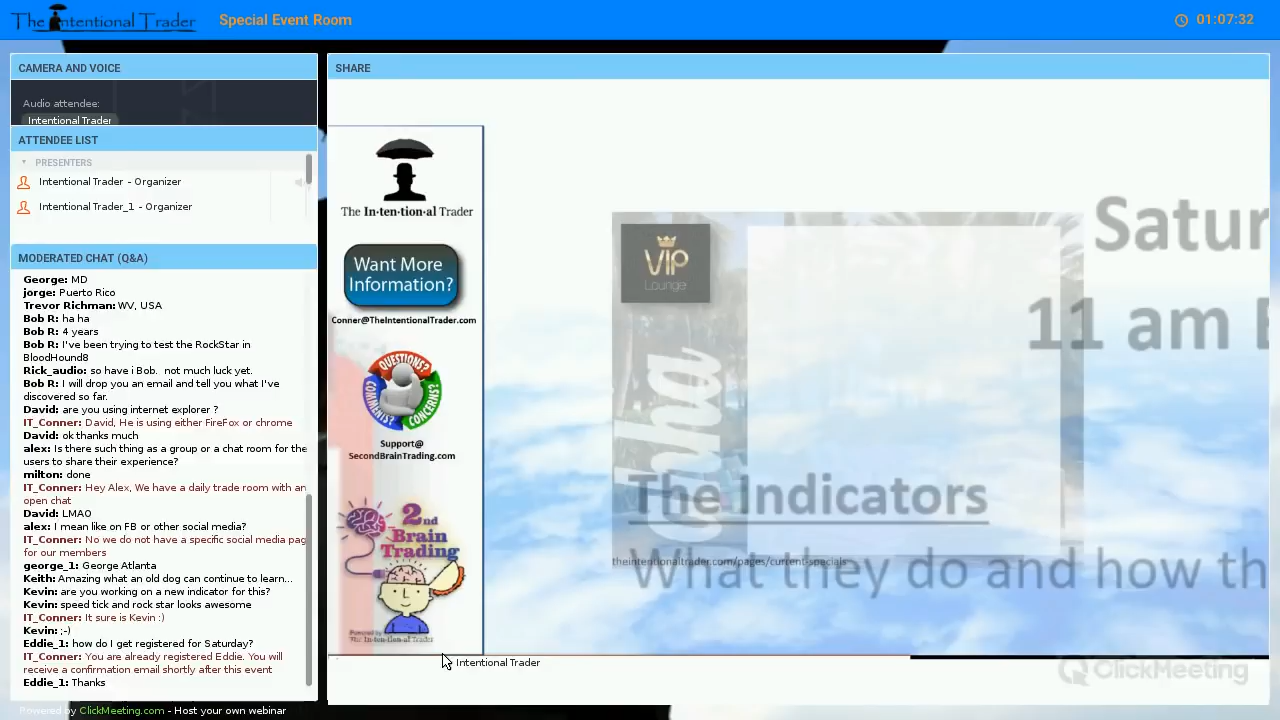 The Intentional Trader
Special Event Room
01:07:32
CAMERA AND VOICE
Audio attendee:
Intentional Trader
ATTENDEE LIST
PRESENTERS
Intentional Trader - Organizer
Intentional Trader_1 - Organizer
MODERATED CHAT (Q&A)
George: MD
jorge: Puerto Rico
Trevor Richman: WV, USA
Bob R: ha ha
Bob R: 4 years
Bob R: I've been trying to test the RockStar in
BloodHound8
Rick_audio: so have i Bob. not much luck yet.
Bob R: I will drop you an email and tell you what I've
discovered so far.
David: are you using internet explorer ?
IT_Conner: David, He is using either FireFox or chrome
David: ok thanks much
alex: Is there such thing as a group or a chat room for the
users to share their experience?
milton: done
IT_Conner: Hey Alex, We have a daily trade room with an
open chat
David: LMAO
alex: I mean like on FB or other social media?
IT_Conner: No we do not have a specific social media pag
for our members
george_1: George Atlanta
Keith: Amazing what an old dog can continue to learn...
Kevin: are you working on a new indicator for this?
Kevin: speed tick and rock star looks awesome
IT_Conner: It sure is Kevin :)
Kevin: ;-)
Eddie_1: how do I get registered for Saturday?
IT_Conner: You are already registered Eddie. You will
receive a confirmation email shortly after this event
Eddie_1: Thanks
Powered by ClickMeeting.com - Host your own webinar
SHARE
The In·ten·tion·al Trader
Want More
Information?
Conner@TheIntentionalTrader.com
QUESTIONS?
COMMENTS?
CONCERNS?
Support@
SecondBrainTrading.com
2nd
Brain
Trading
Powered by
The In·ten·tion·al Trader
VIP
Lounge
Satur
11 am E
The Indicators
theintentionaltrader.com/pages/current-specials
What they do and how th
Intentional Trader
ClickMeeting